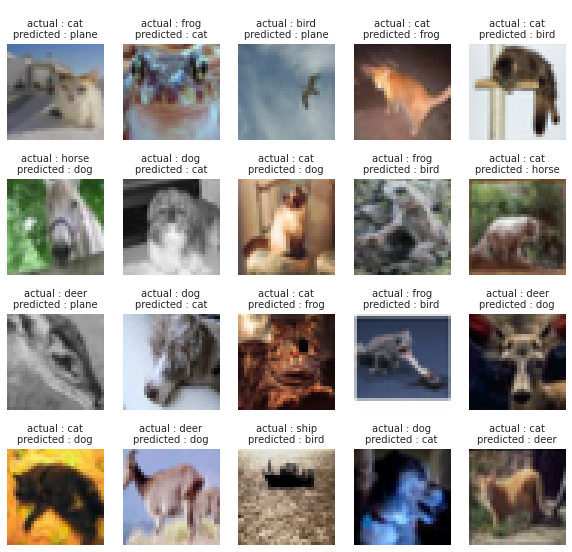 actual : cat
predicted : plane
actual : frog
predicted : cat
actual : bird
predicted : plane
actual : cat
predicted : frog
actual : cat
predicted : bird
actual : horse
predicted : dog
actual : dog
predicted : cat
actual : cat
predicted : dog
actual : frog
predicted : bird
actual : cat
predicted : horse
actual : deer
predicted : plane
actual : dog
predicted : cat
actual : cat
predicted : frog
actual : frog
predicted : bird
actual : deer
predicted : dog
actual : cat
predicted : dog
actual : deer
predicted : dog
actual : ship
predicted : bird
actual : dog
predicted : cat
actual : cat
predicted : deer